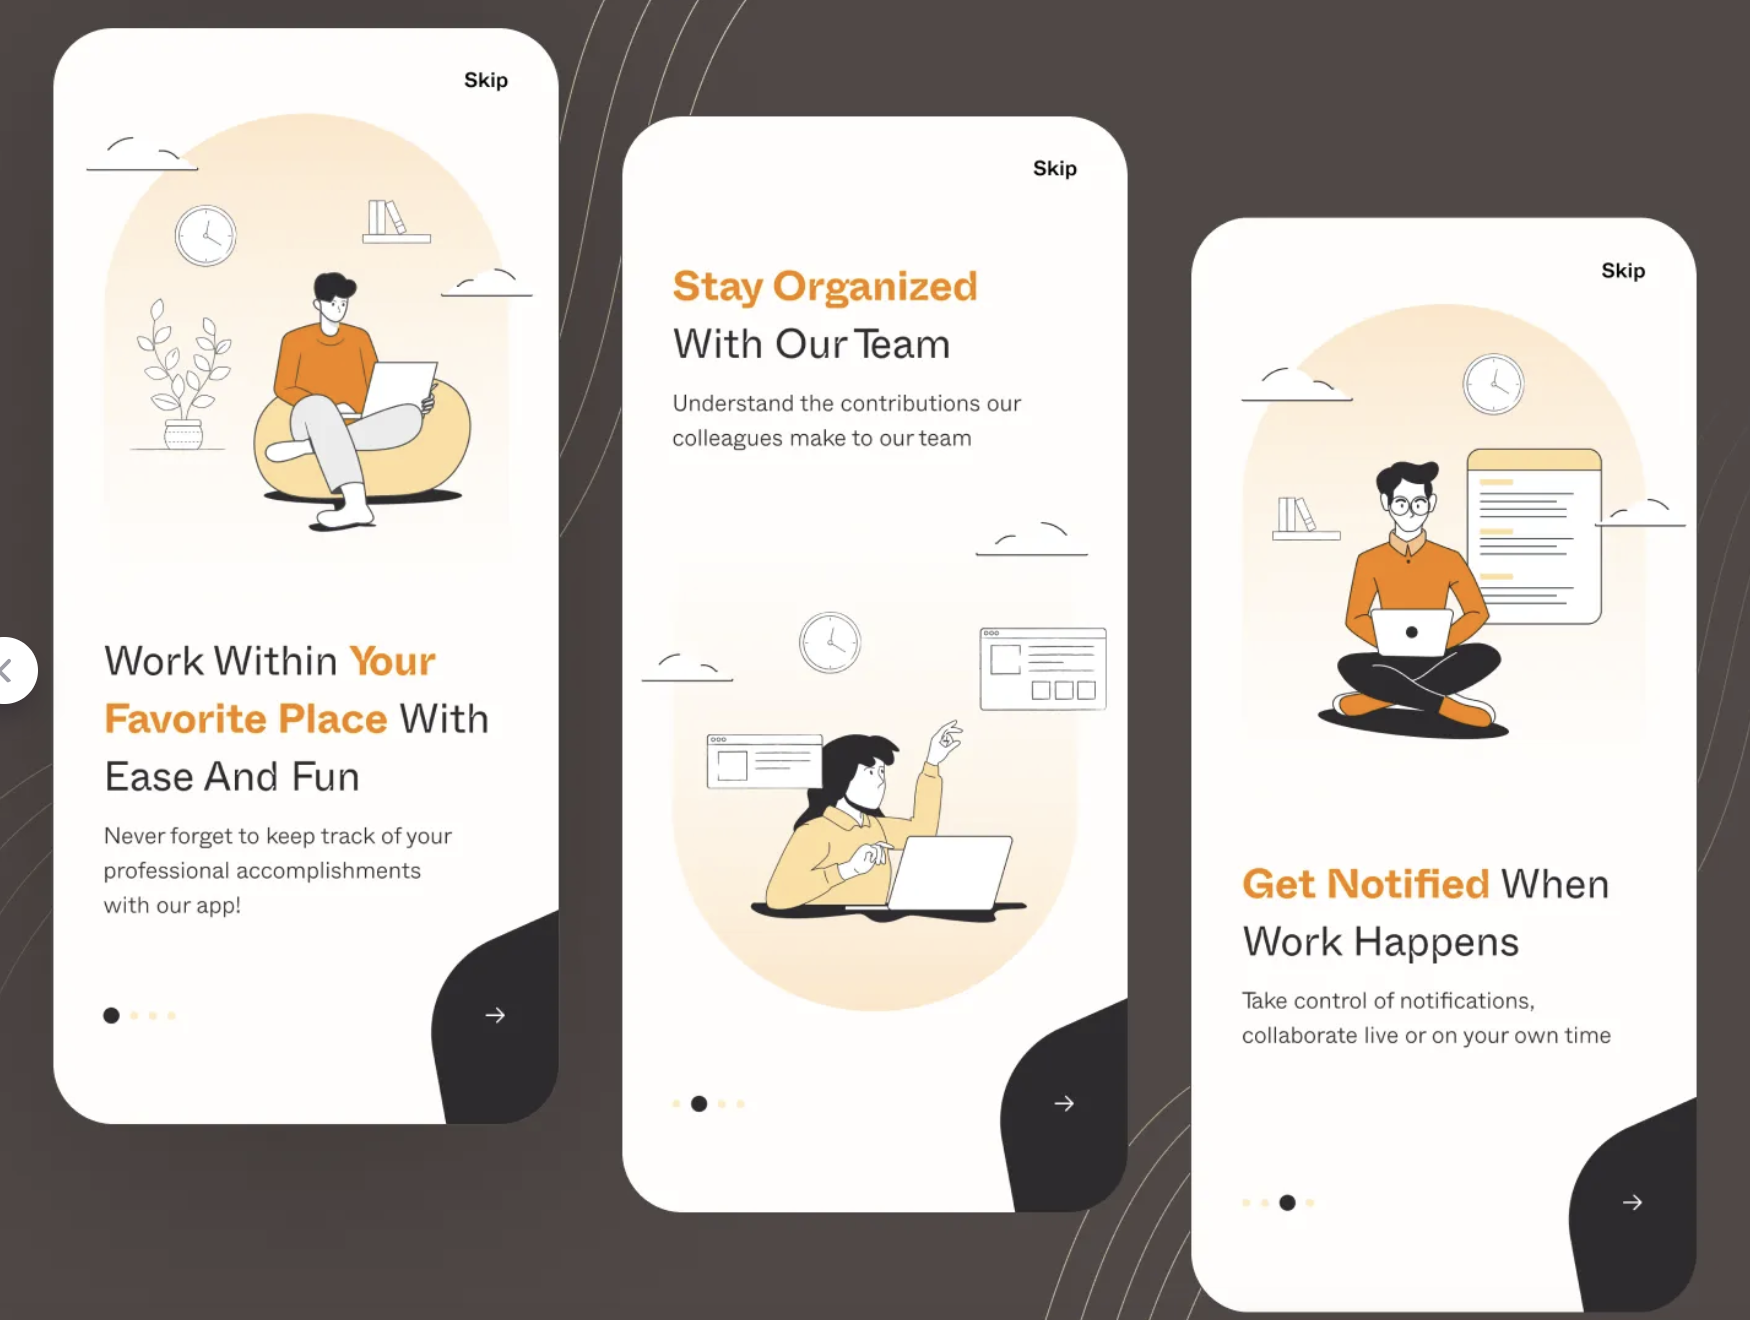 Skip
Work Within Your
Favorite Place With
Ease And Fun
Never forget to keep track of your
professional accomplishments
with our app!
Skip
Stay Organized
With Our Team
Understand the contributions our
colleagues make to our team
Skip
Get Notified When
Work Happens
Take control of notifications,
collaborate live or on your own time